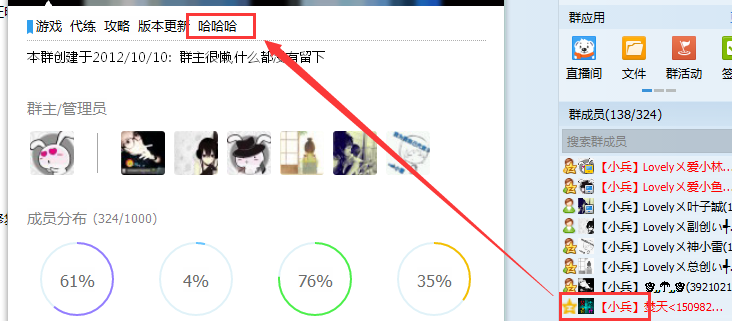 游戏 代练 攻略 版本更新 哈哈哈
本群创建于2012/10/10: 群主很懒,什么都没有留下
群主/管理员
成员分布 (324/1000)
61%
4%
76%
35%
群应用
直播间
文件
群活动
群成员(138/324)
搜索群成员
【小兵】Lovely乄爱小林...
【小兵】Lovely乄爱小鱼...
【小兵】Lovely乄叶子誠(1
【小兵】Lovely乄副创い╃
【小兵】Lovely乄神小雷(2
【小兵】Lovely乄总创い╃
【小兵】(3921021
【小兵】焚天<150982...